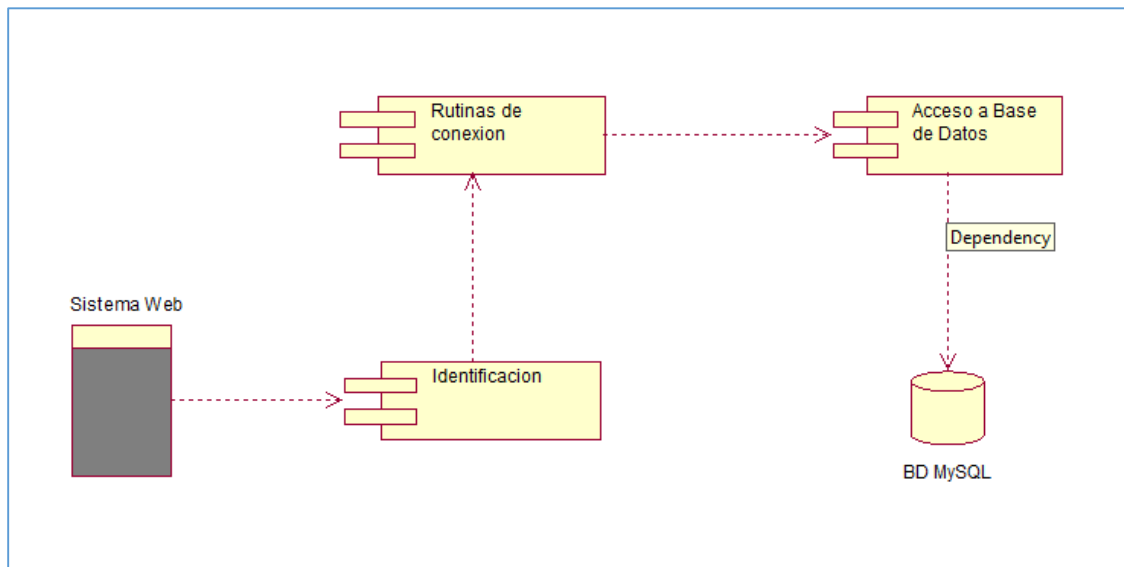 Rutinas de
conexion
Acceso a Base
de Datos
Dependency
Sistema Web
Identificacion
BD MySQL